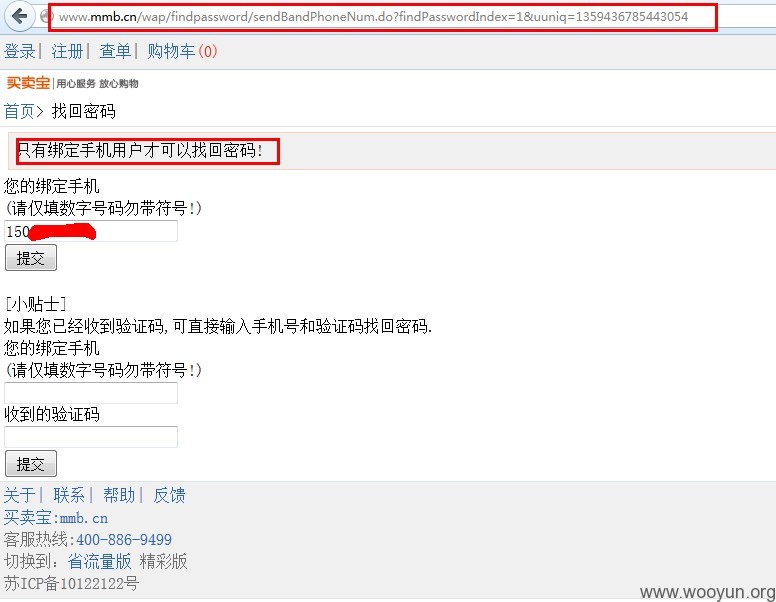 www.mmb.cn/wap/findpassword/sendBandPhoneNum.do?findPasswordIndex=1&uuniq=1359436785443054
登录| 注册| 查单| 购物车(0)
买卖宝|用心服务 放心购物
首页> 找回密码
只有绑定手机用户才可以找回密码!
您的绑定手机
(请仅填数字号码勿带符号!)
150
提交
[小贴士]
如果您已经收到验证码,可直接输入手机号和验证码找回密码.
您的绑定手机
(请仅填数字号码勿带符号!)
收到的验证码
提交
关于| 联系| 帮助| 反馈
买卖宝:mmb.cn
客服热线:400-886-9499
切换到: 省流量版 精彩版
苏ICP备10122122号
www.wooyun.org